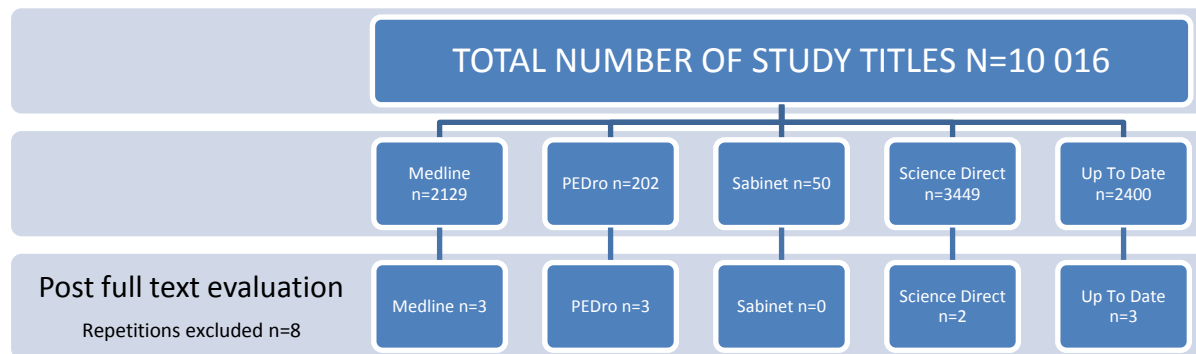 TOTAL NUMBER OF STUDY TITLES N=10 016
Medline
n=2129
PEDro n=202
Sabinet n=50
Science Direct
n=3449
Up To Date
n=2400
Post full text evaluation
Repetitions excluded n=8
Medline n=3
PEDro n=3
Sabinet n=0
Science Direct
n=2
Up To Date
n=3